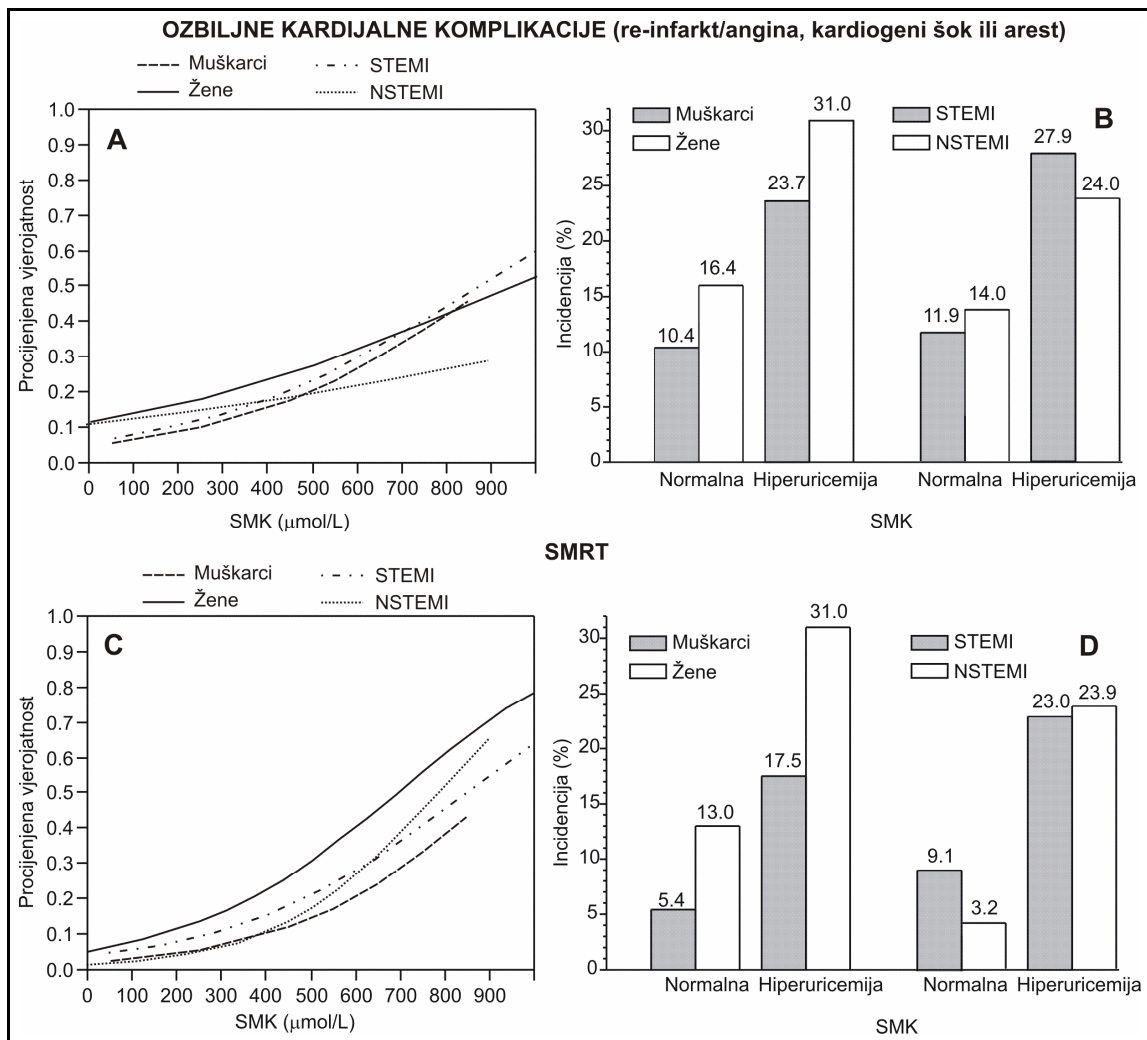 OZBILJNE KARDIJALNE KOMPLIKACIJE (re-infarkt/angina, kardiogeni šok ili arest)
Muškarci
STEMI
Žene
NSTEMI
A
Procijenjena vjerojatnost
1.0
0.9
0.8
0.7
0.6
0.5
0.4
0.3
0.2
0.1
0.0
0 100 200 300 400 500 600 700 800 900
SMK (μmol/L)
B
Muškarci
Žene
STEMI
NSTEMI
Incidencija (%)
30
25
20
15
10
5
0
10.4
16.4
23.7
31.0
11.9
14.0
27.9
24.0
Normalna Hiperuricemija Normalna Hiperuricemija
SMK
SMRT
Muškarci
STEMI
Žene
NSTEMI
C
Procijenjena vjerojatnost
1.0
0.9
0.8
0.7
0.6
0.5
0.4
0.3
0.2
0.1
0.0
0 100 200 300 400 500 600 700 800 900
SMK (μmol/L)
D
Muškarci
Žene
STEMI
NSTEMI
Incidencija (%)
30
25
20
15
10
5
0
5.4
13.0
17.5
31.0
9.1
3.2
23.0
23.9
Normalna Hiperuricemija Normalna Hiperuricemija
SMK